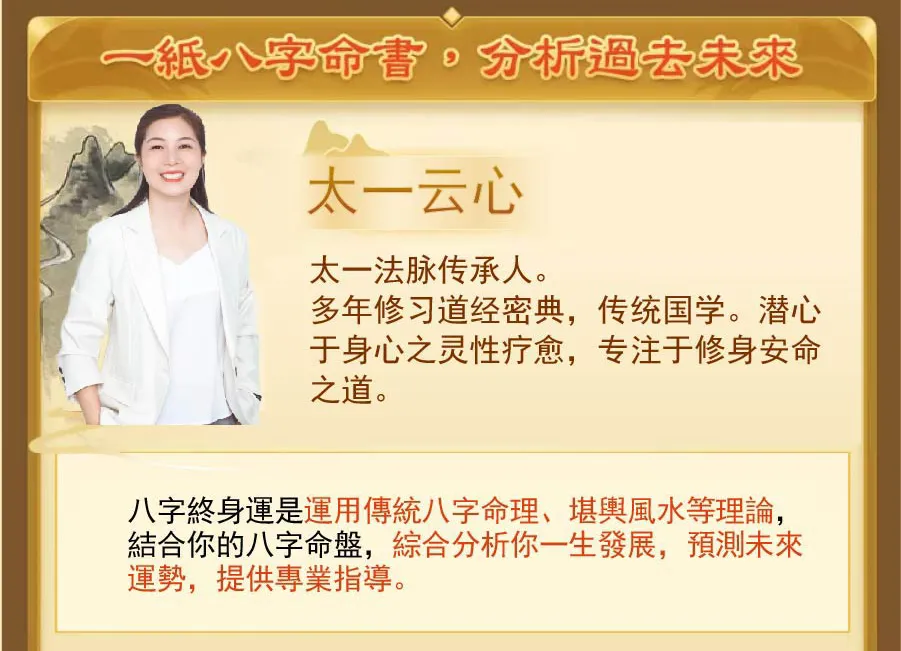 一紙八字命書，分析過去未來
太一云心
太一法脉传承人。
多年修习道经密典，传统国学。潜心
于身心之灵性疗愈，专注于修身安命
之道。
八字終身運是運用傳統八字命理、堪輿風水等理論，
結合你的八字命盤，綜合分析你一生發展，預測未來
運勢，提供專業指導。